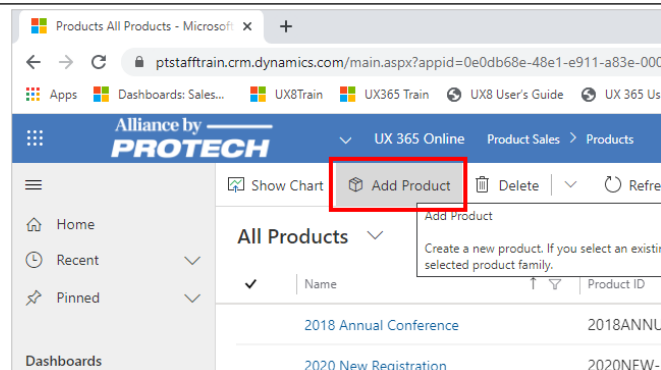 Products All Products - Microsoft
ptstafftrain.crm.dynamics.com/main.aspx?appid=0e0db68e-48e1-e911-a83e-000
Apps Dashboards: Sales... UX8Train UX365 Train UX8 User's Guide UX 365 Us
Alliance by
PROTECH
UX 365 Online Product Sales > Products
Show Chart Add Product Delete Refre
Home
Recent
Pinned
Dashboards
Add Product
Create a new product. If you select an existin
selected product family.
All Products
Name Product ID
2018 Annual Conference 2018ANNU
2020 New Registration 2020NEW-